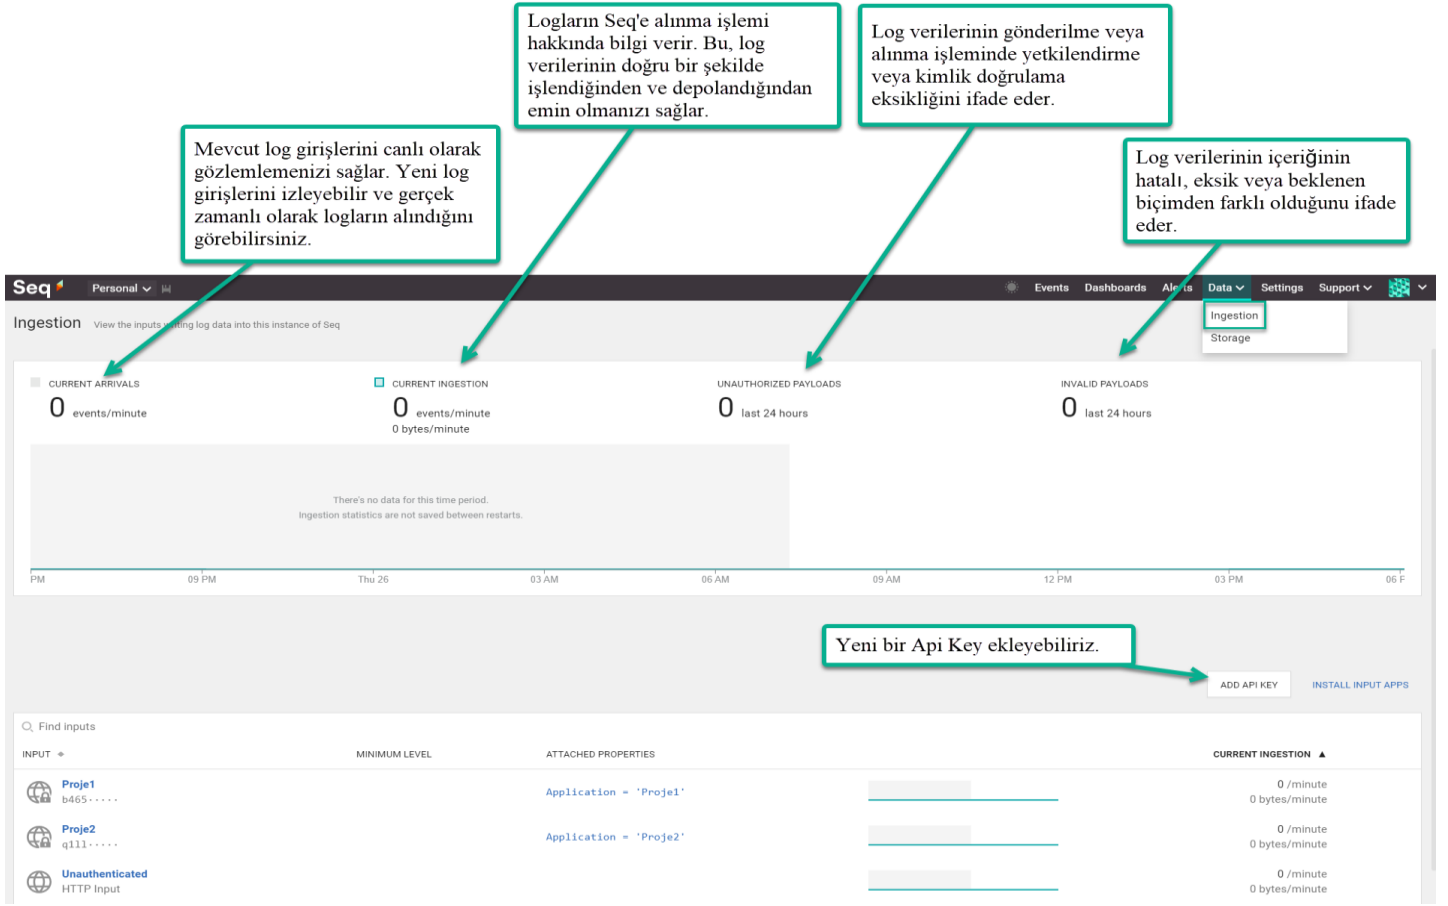 Logların Seq'e alınma işlemi
hakkında bilgi verir. Bu, log
verilerinin doğru bir şekilde
işlendiğinden ve depolandığından
emin olmanızı sağlar.
Log verilerinin gönderilme veya
alınma işleminde yetkilendirme
veya kimlik doğrulama
eksikliğini ifade eder.
Mevcut log girişlerini canlı olarak
gözlemlemenizi sağlar. Yeni log
girişlerini izleyebilir ve gerçek
zamanlı olarak logların alındığını
görebilirsiniz.
Log verilerinin içeriğinin
hatalı, eksik veya beklenen
biçimden farklı olduğunu ifade
eder.
Seq Personal Events Dashboards Alerts Data Settings Support
Ingestion View the inputs writing log data into this instance of Seq
Ingestion
Storage
CURRENT ARRIVALS CURRENT INGESTION UNAUTHORIZED PAYLOADS INVALID PAYLOADS
0 events/minute 0 events/minute 0 last 24 hours 0 last 24 hours
0 bytes/minute
There's no data for this time period.
Ingestion statistics are not saved between restarts.
PM 09 PM Thu 26 03 AM 06 AM 09 AM 12 PM 03 PM 06 P
Yeni bir Api Key ekleyebiliriz.
ADD API KEY INSTALL INPUT APPS
Find inputs
INPUT MINIMUM LEVEL ATTACHED PROPERTIES CURRENT INGESTION ▲
Proje1 Application = 'Proje1' 0 /minute
b465····· 0 bytes/minute
Proje2 Application = 'Proje2' 0 /minute
q1ll····· 0 bytes/minute
Unauthenticated 0 /minute
HTTP Input 0 bytes/minute